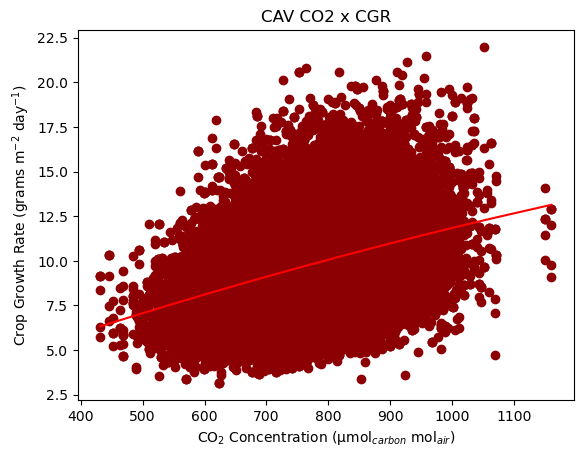 CAV CO2 x CGR
22.5
20.0
17.5
15.0
12.5
10.0
7.5
5.0
2.5
Crop Growth Rate (grams m⁻² day⁻¹)
400 500 600 700 800 900 1000 1100
CO₂ Concentration (μmol_carbon mol_air)